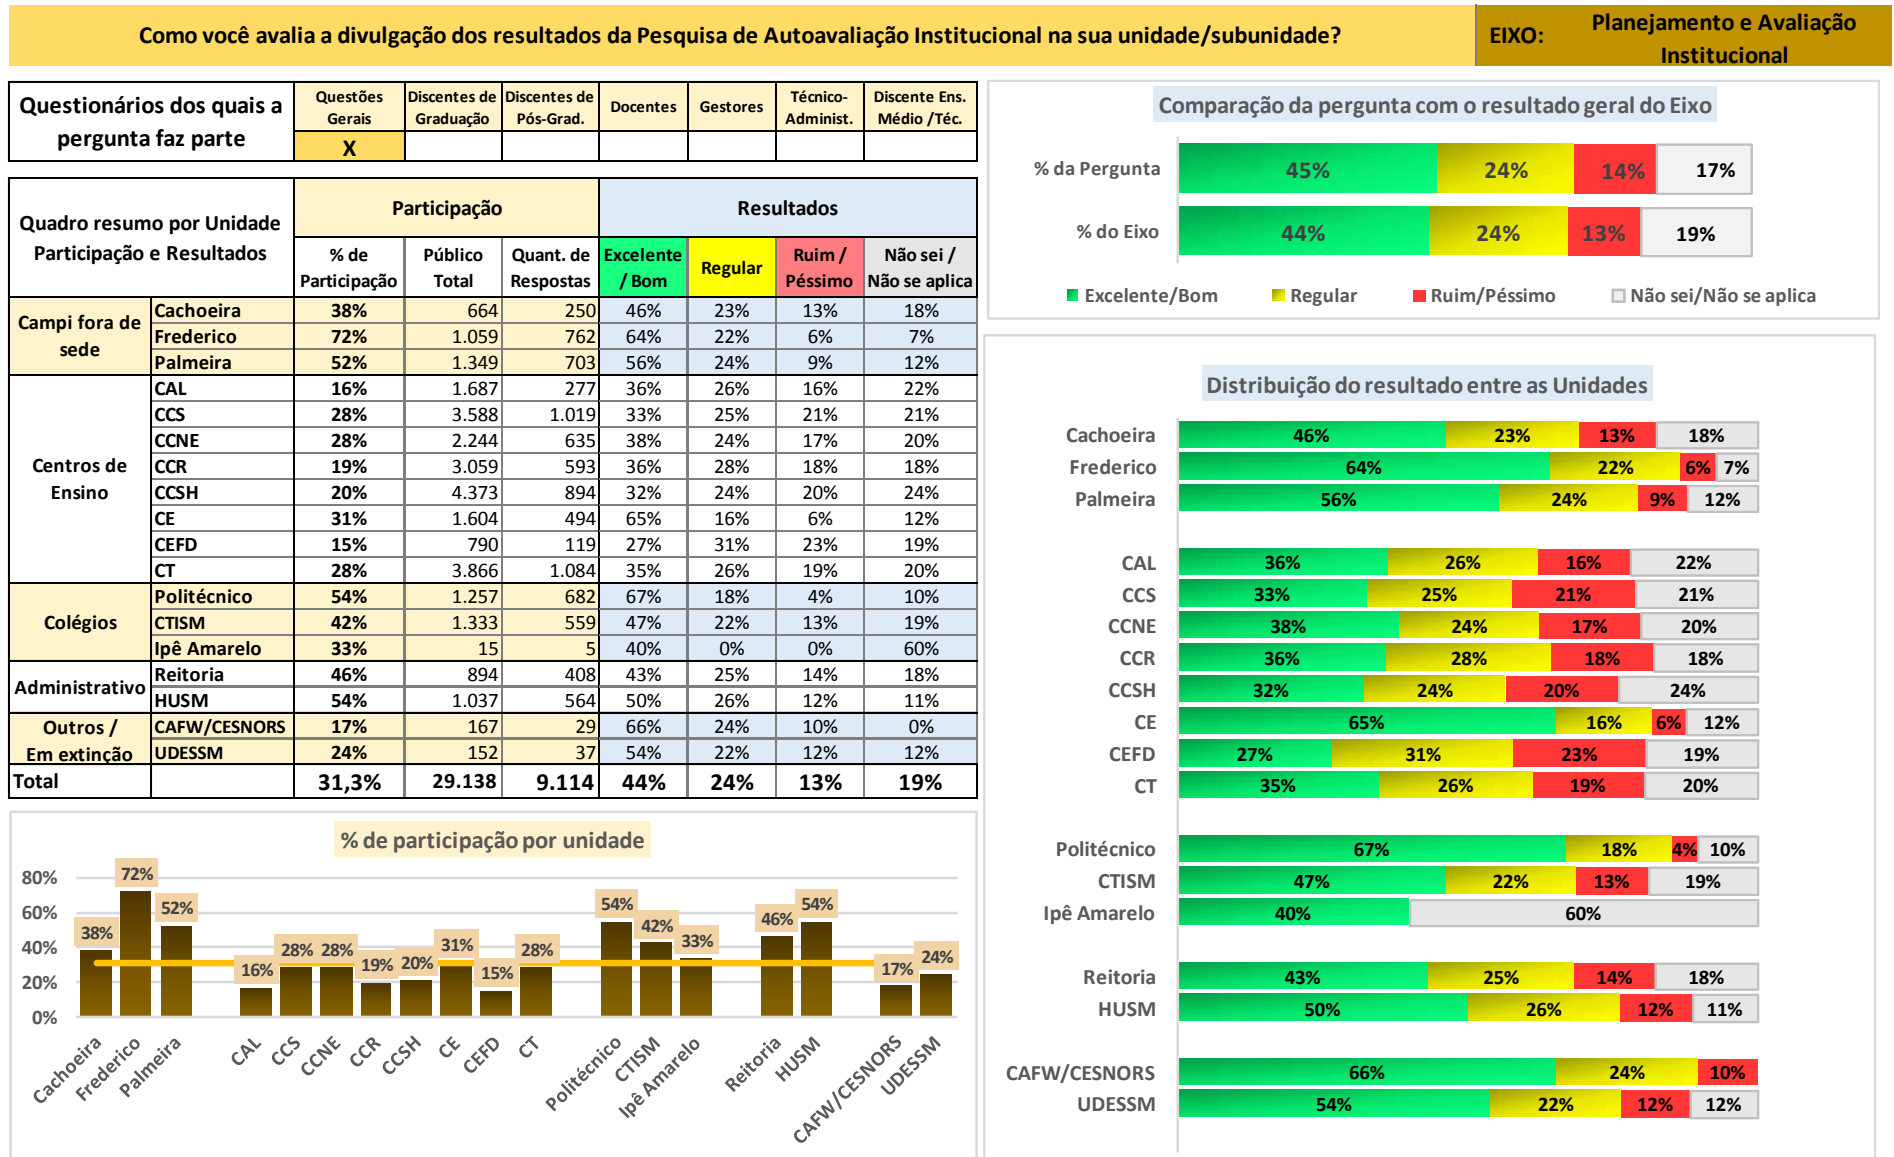 Como você avalia a divulgação dos resultados da Pesquisa de Autoavaliação Institucional na sua unidade/subunidade?
EIXO:
Planejamento e Avaliação
Institucional
Questionários dos quais a
pergunta faz parte
Questões
Gerais
Discentes de
Graduação
Discentes de
Pós-Grad.
Docentes
Gestores
Técnico-
Administ.
Discente Ens.
Médio /Téc.
X
Quadro resumo por Unidade
Participação e Resultados
Participação
Resultados
% de
Participação
Público
Total
Quant. de
Respostas
Excelente
/ Bom
Regular
Ruim /
Péssimo
Não sei /
Não se aplica
Campi fora de
sede
Cachoeira 38% 664 250 46% 23% 13% 18%
Frederico 72% 1.059 762 64% 22% 6% 7%
Palmeira 52% 1.349 703 56% 24% 9% 12%
Centros de
Ensino
CAL 16% 1.687 277 36% 26% 16% 22%
CCS 28% 3.588 1.019 33% 25% 21% 21%
CCNE 28% 2.244 635 38% 24% 17% 20%
CCR 19% 3.059 593 36% 28% 18% 18%
CCSH 20% 4.373 894 32% 24% 20% 24%
CE 31% 1.604 494 65% 16% 6% 12%
CEFD 15% 790 119 27% 31% 23% 19%
CT 28% 3.866 1.084 35% 26% 19% 20%
Colégios
Politécnico 54% 1.257 682 67% 18% 4% 10%
CTISM 42% 1.333 559 47% 22% 13% 19%
Ipê Amarelo 33% 15 5 40% 0% 0% 60%
Administrativo
Reitoria 46% 894 408 43% 25% 14% 18%
HUSM 54% 1.037 564 50% 26% 12% 11%
Outros /
Em extinção
CAFW/CESNORS 17% 167 29 66% 24% 10% 0%
UDESSM 24% 152 37 54% 22% 12% 12%
Total 31,3% 29.138 9.114 44% 24% 13% 19%
% de participação por unidade
80%
60%
40%
20%
0%
38% 72% 52% 16% 28% 28% 19% 20% 31% 15% 28% 54% 42% 33% 46% 54% 17% 24%
Cachoeira Frederico Palmeira CAL CCS CCNE CCR CCSH CE CEFD CT Politécnico CTISM Ipê Amarelo Reitoria HUSM CAFW/CESNORS UDESSM
Comparação da pergunta com o resultado geral do Eixo
% da Pergunta 45% 24% 14% 17%
% do Eixo 44% 24% 13% 19%
Excelente/Bom Regular Ruim/Péssimo Não sei/Não se aplica
Distribuição do resultado entre as Unidades
Cachoeira 46% 23% 13% 18%
Frederico 64% 22% 6% 7%
Palmeira 56% 24% 9% 12%
CAL 36% 26% 16% 22%
CCS 33% 25% 21% 21%
CCNE 38% 24% 17% 20%
CCR 36% 28% 18% 18%
CCSH 32% 24% 20% 24%
CE 65% 16% 6% 12%
CEFD 27% 31% 23% 19%
CT 35% 26% 19% 20%
Politécnico 67% 18% 4% 10%
CTISM 47% 22% 13% 19%
Ipê Amarelo 40% 60%
Reitoria 43% 25% 14% 18%
HUSM 50% 26% 12% 11%
CAFW/CESNORS 66% 24% 10%
UDESSM 54% 22% 12% 12%